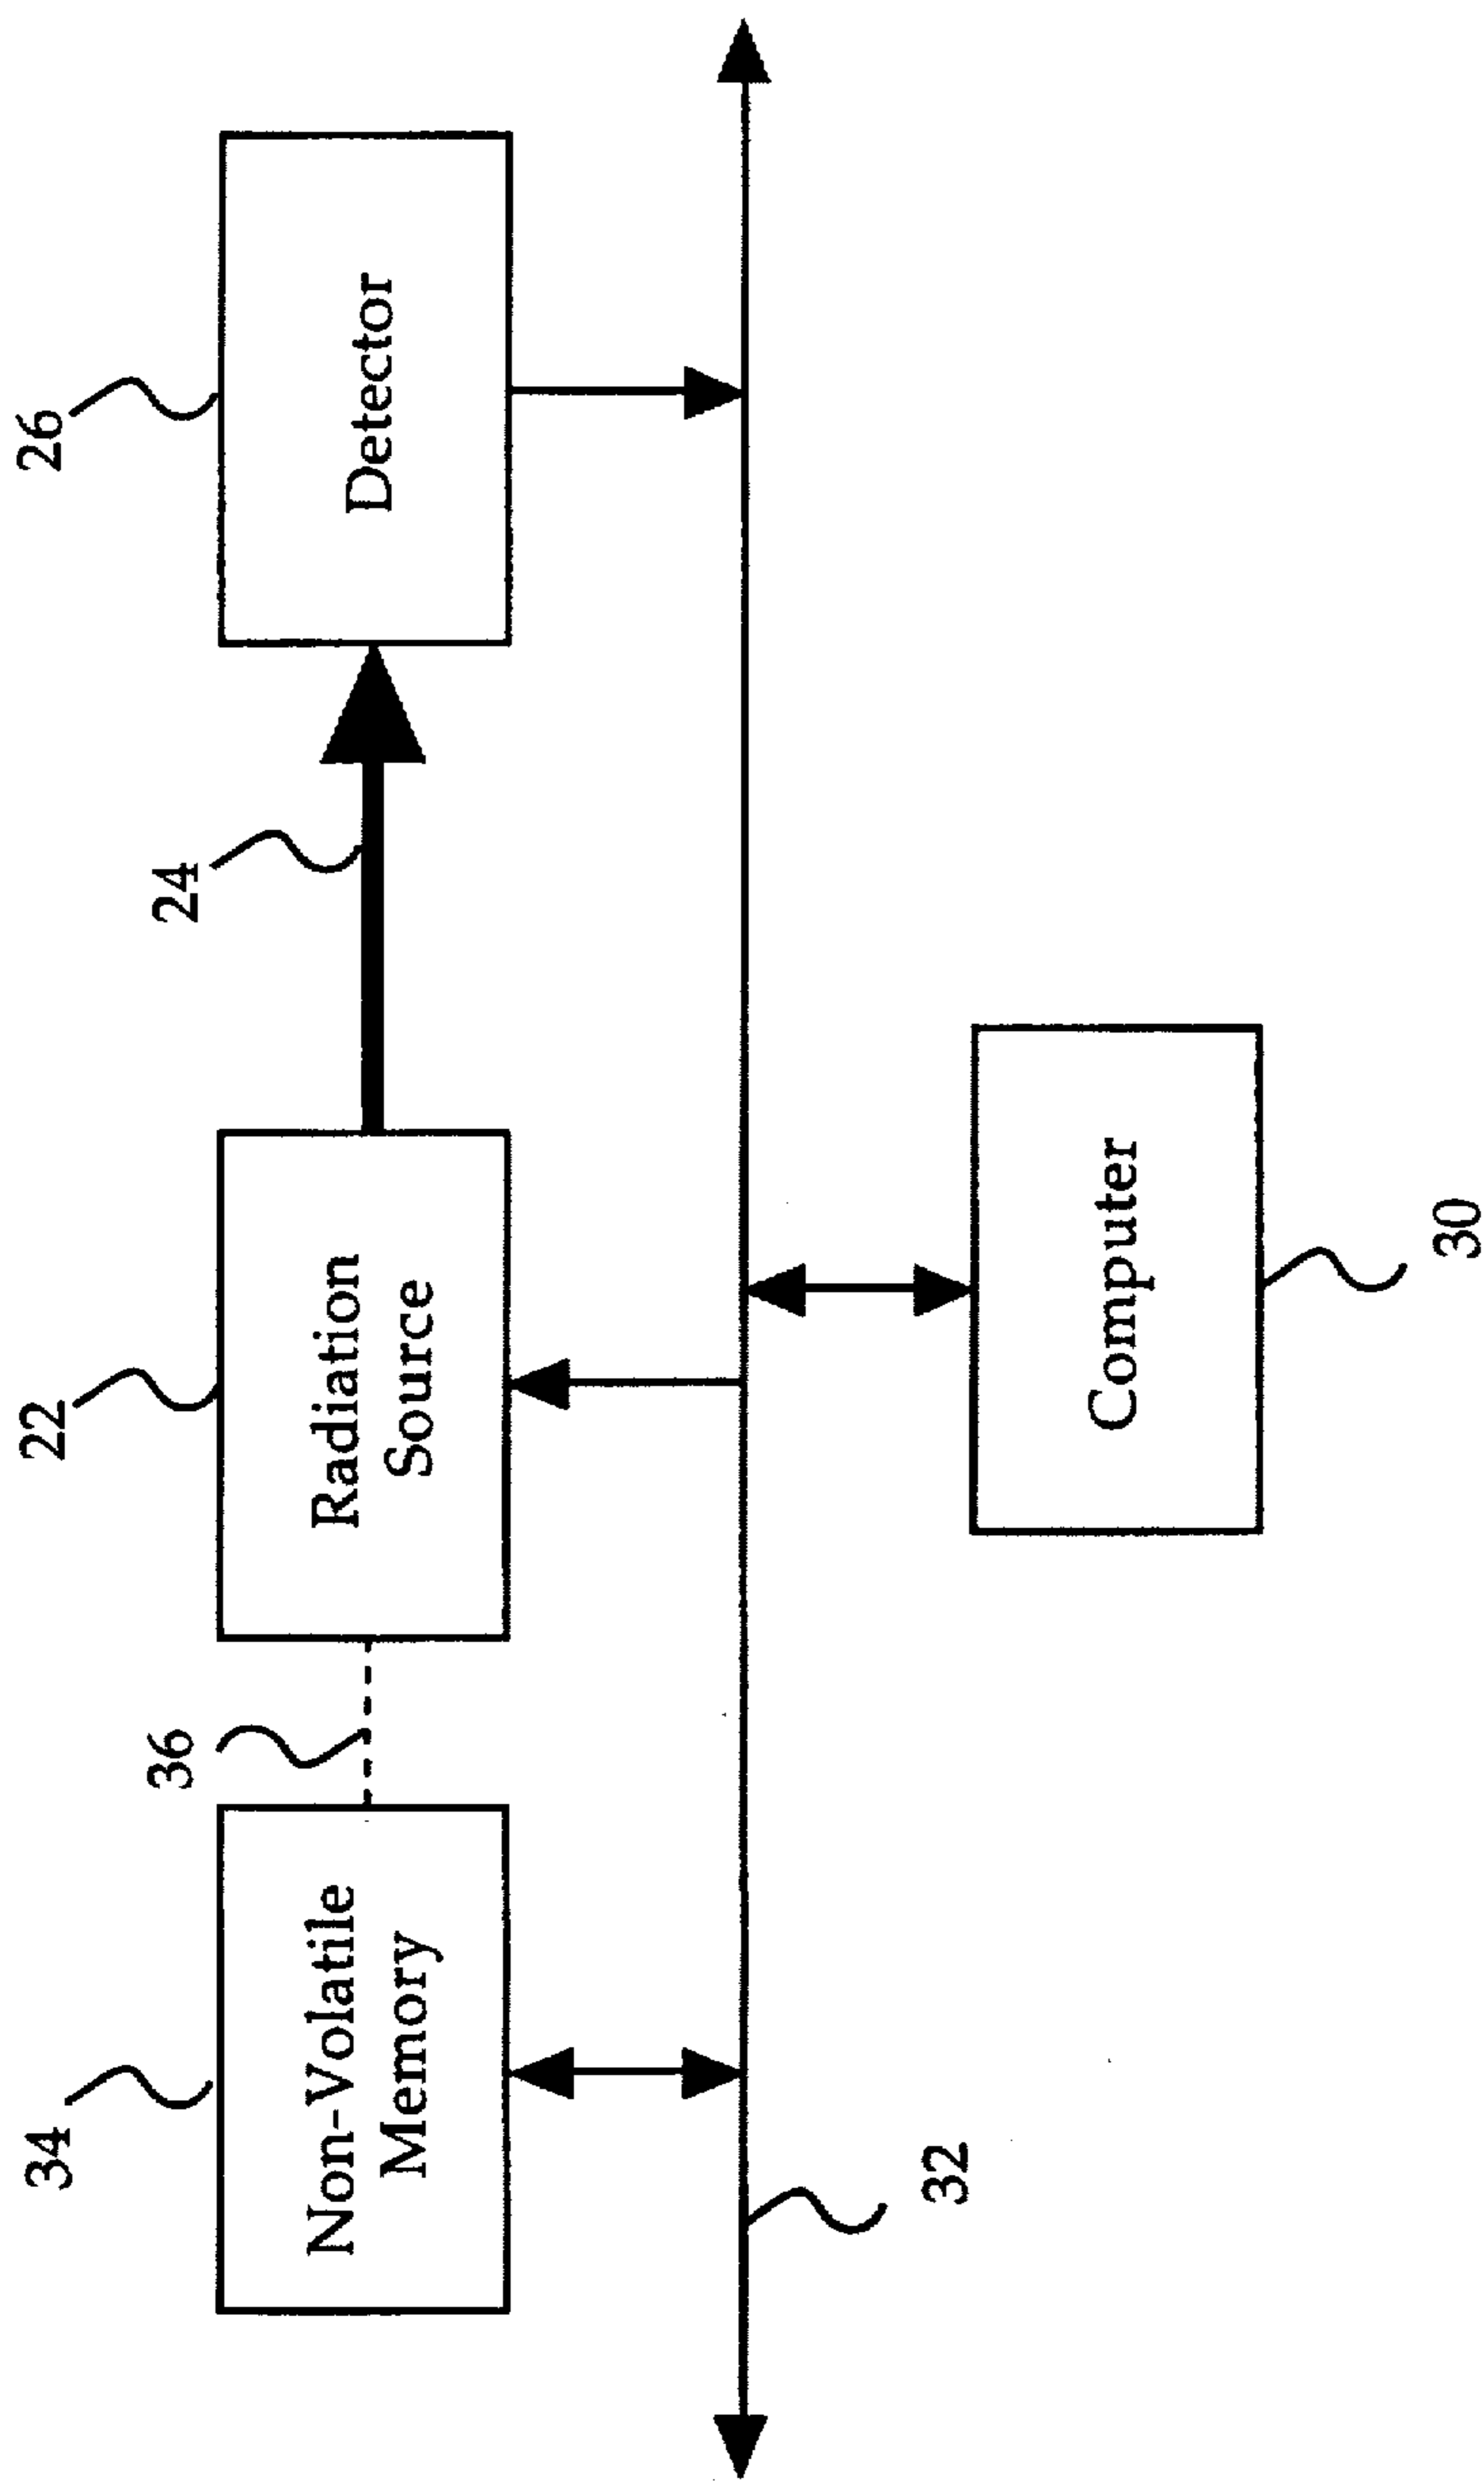 34
Non-Volatile
Memory
36
22
Radiation
Source
24
26
Detector
32
Computer
30